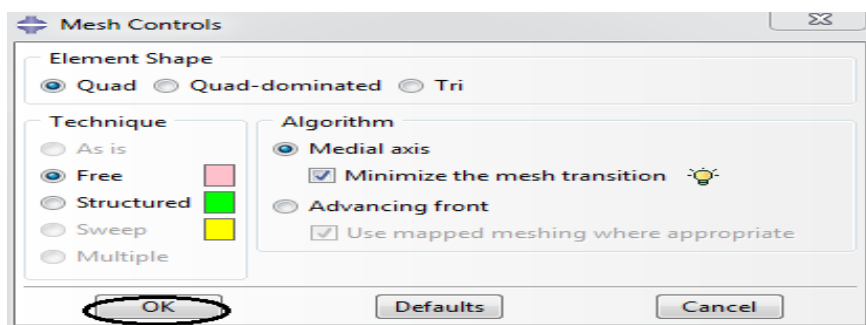 Mesh Controls
Element Shape
Quad Quad-dominated Tri
Technique
As is
Free
Structured
Sweep
Multiple
Algorithm
Medial axis
Minimize the mesh transition
Advancing front
Use mapped meshing where appropriate
OK Defaults Cancel